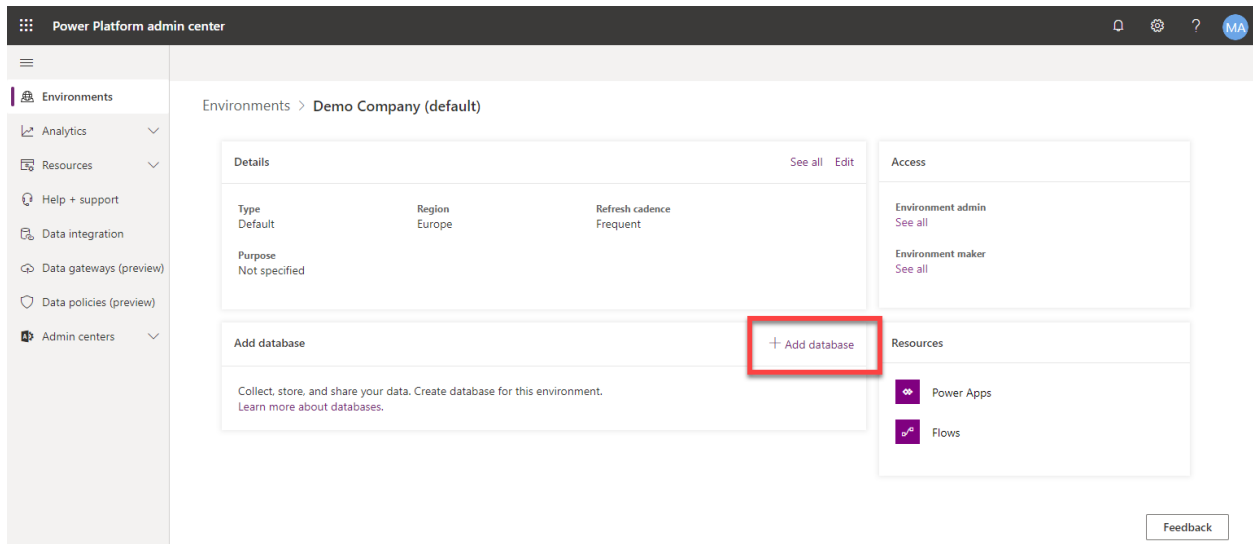 Power Platform admin center
MA
Environments
Analytics
Resources
Help + support
Data integration
Data gateways (preview)
Data policies (preview)
Admin centers
Environments > Demo Company (default)
Details
See all Edit
Type
Default
Region
Europe
Refresh cadence
Frequent
Purpose
Not specified
Access
Environment admin
See all
Environment maker
See all
Add database
+ Add database
Collect, store, and share your data. Create database for this environment.
Learn more about databases.
Resources
Power Apps
Flows
Feedback